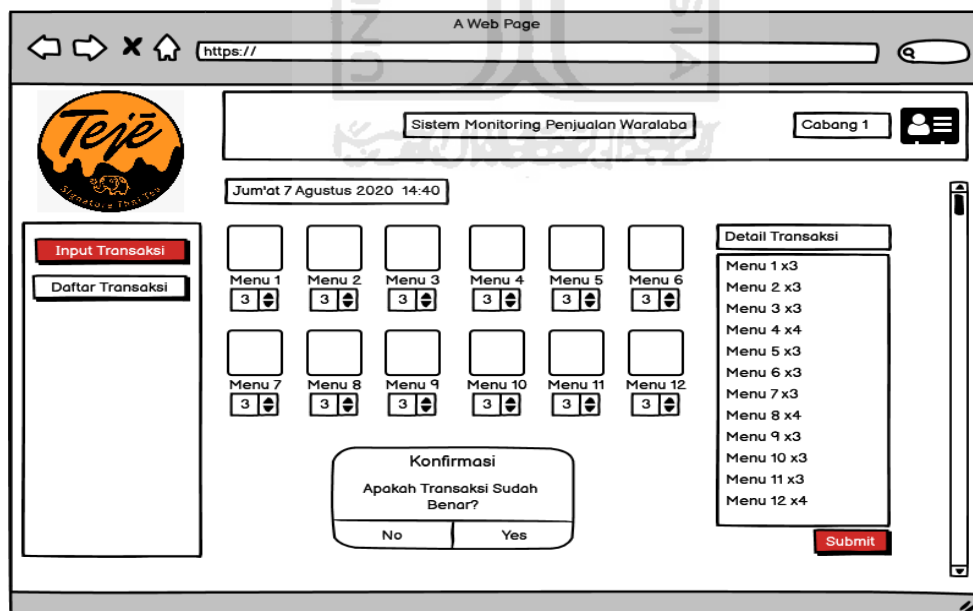 A Web Page
https://
Tejē
Signature Thai Tea
Sistem Monitoring Penjualan Waralaba
Cabang 1
Jum'at 7 Agustus 2020 14:40
Input Transaksi
Daftar Transaksi
Menu 1 Menu 2 Menu 3 Menu 4 Menu 5 Menu 6
3 3 3 3 3 3
Menu 7 Menu 8 Menu 9 Menu 10 Menu 11 Menu 12
3 3 3 3 3 3
Konfirmasi
Apakah Transaksi Sudah
Benar?
No Yes
Detail Transaksi
Menu 1 x3
Menu 2 x3
Menu 3 x3
Menu 4 x4
Menu 5 x3
Menu 6 x3
Menu 7 x3
Menu 8 x4
Menu 9 x3
Menu 10 x3
Menu 11 x3
Menu 12 x4
Submit